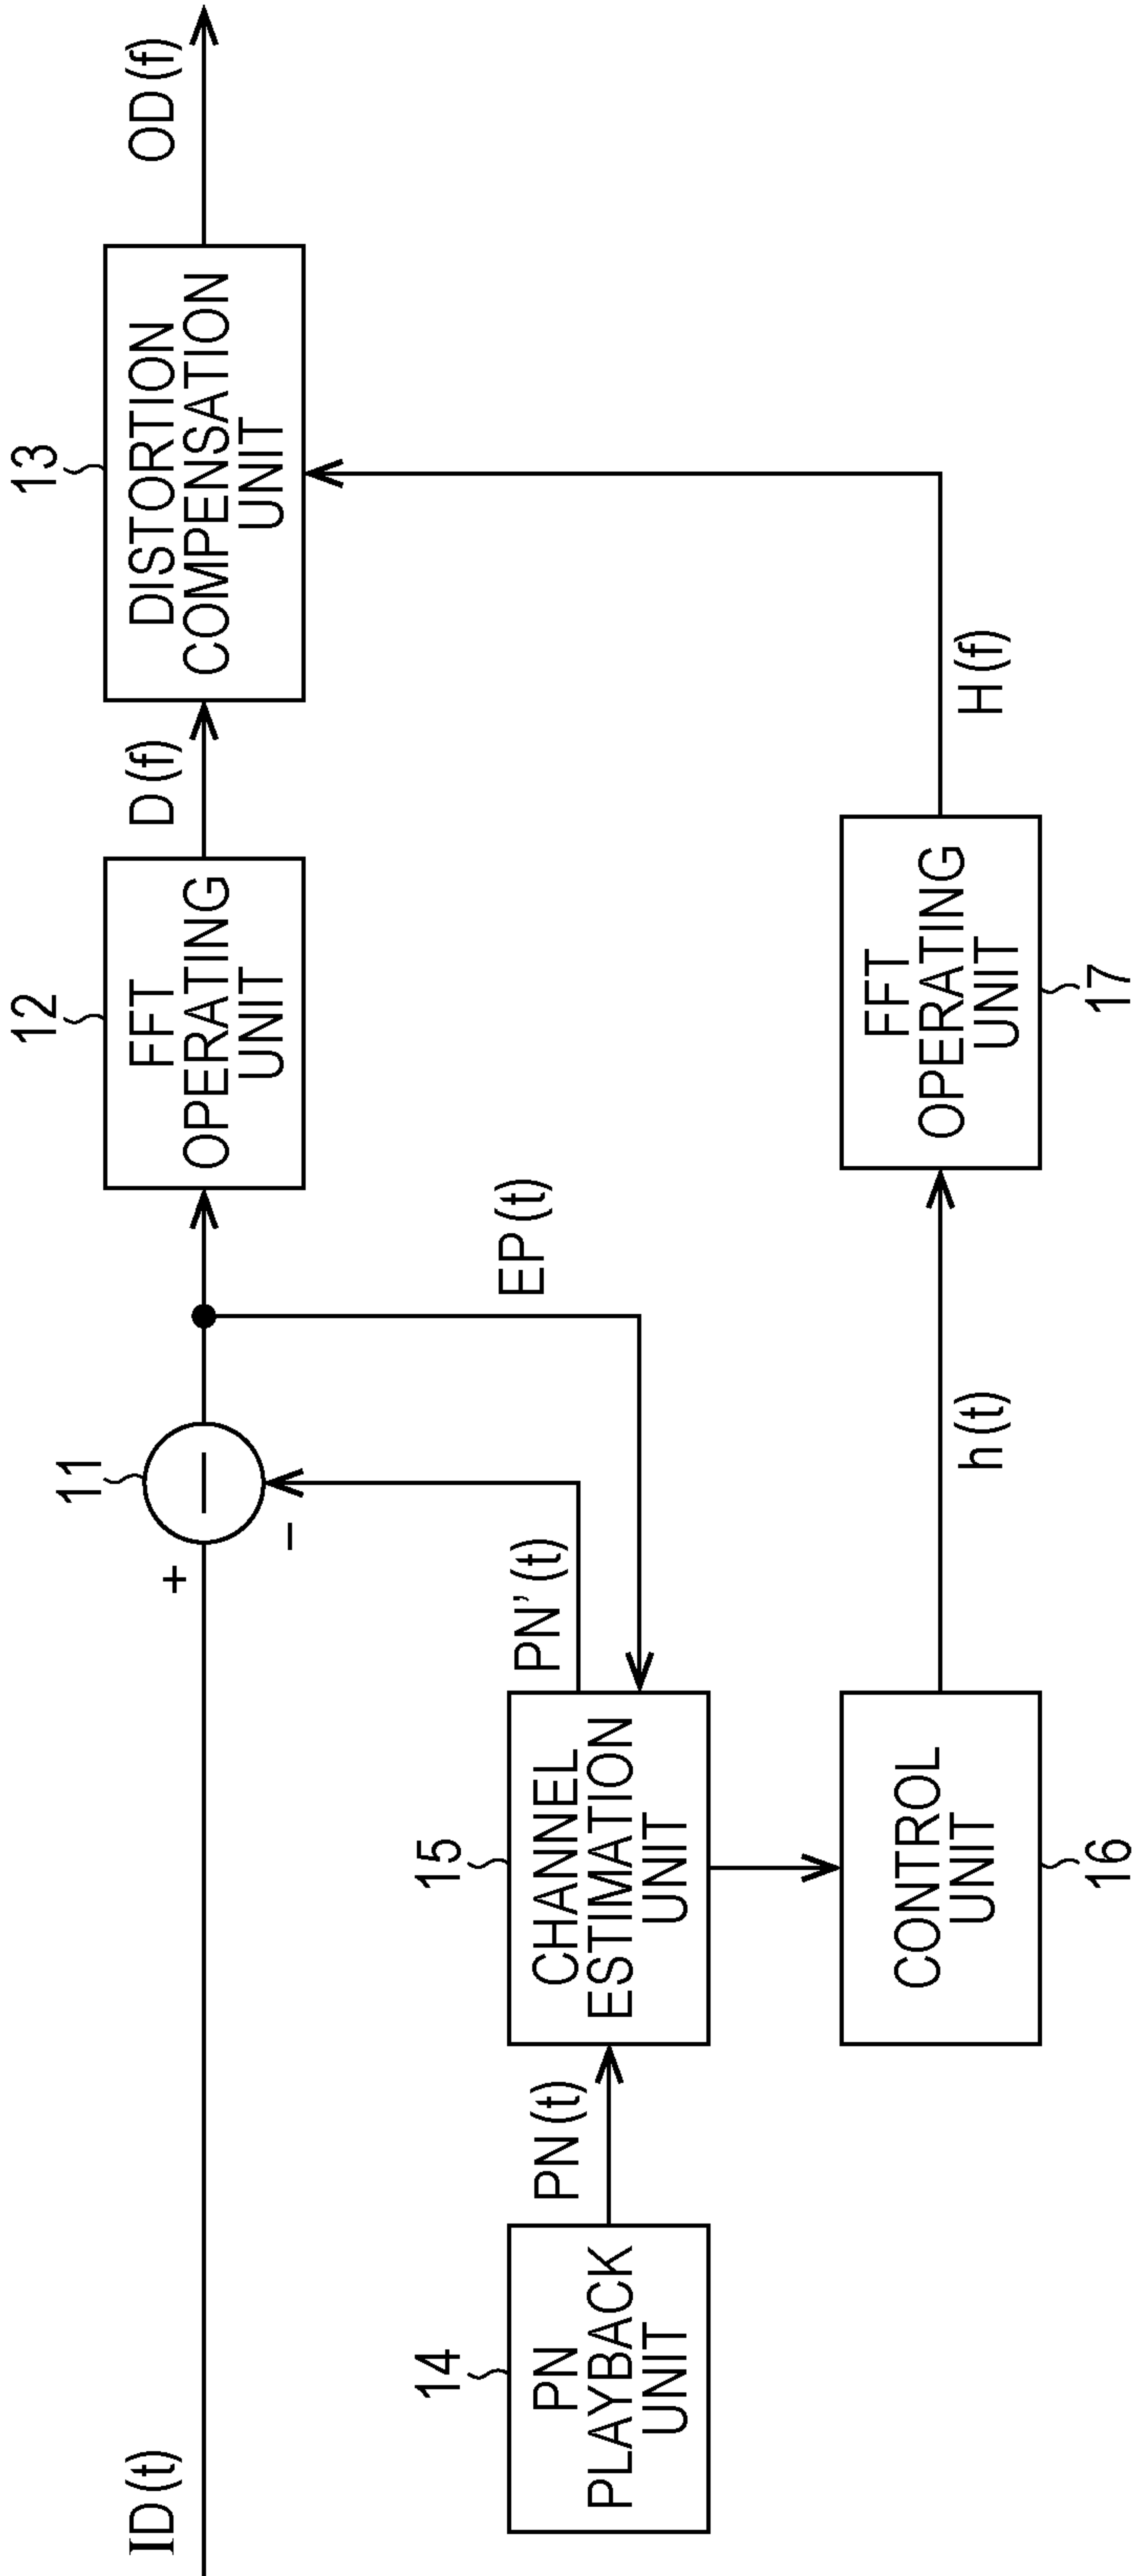 ID (t)
+
−
11
12
FFT
OPERATING
UNIT
D (f)
13
DISTORTION
COMPENSATION
UNIT
OD (f)
EP (t)
PN’ (t)
14
PN
PLAYBACK
UNIT
PN (t)
15
CHANNEL
ESTIMATION
UNIT
CONTROL
UNIT
16
h (t)
FFT
OPERATING
UNIT
17
H (f)